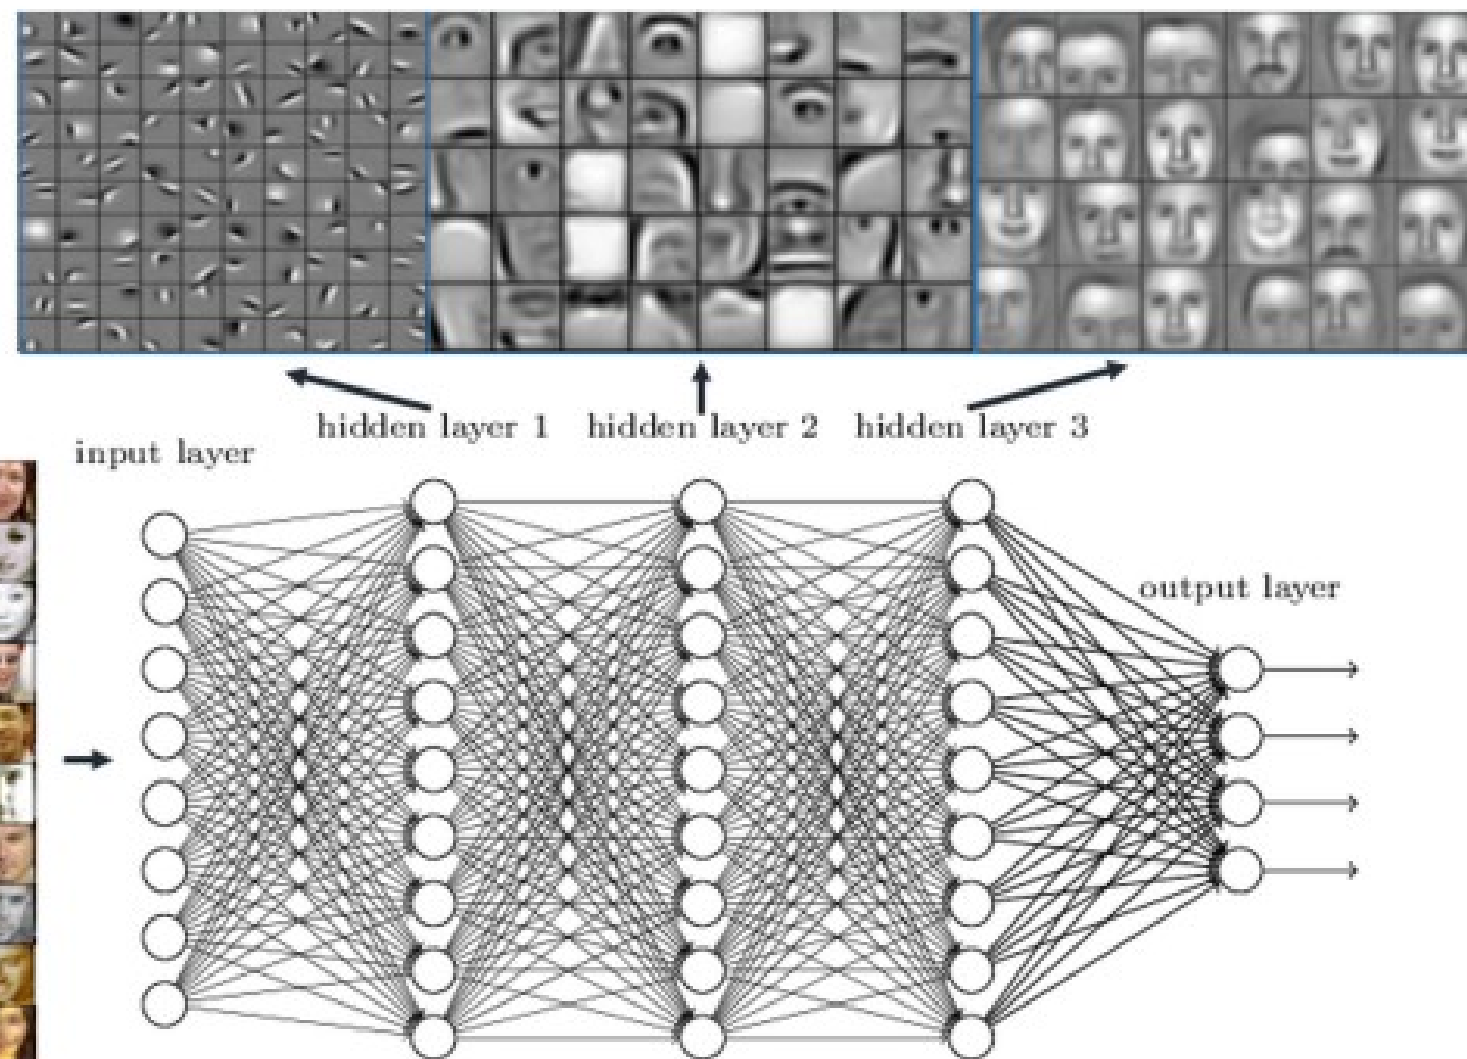 hidden layer 1
hidden layer 2
hidden layer 3
input layer
output layer